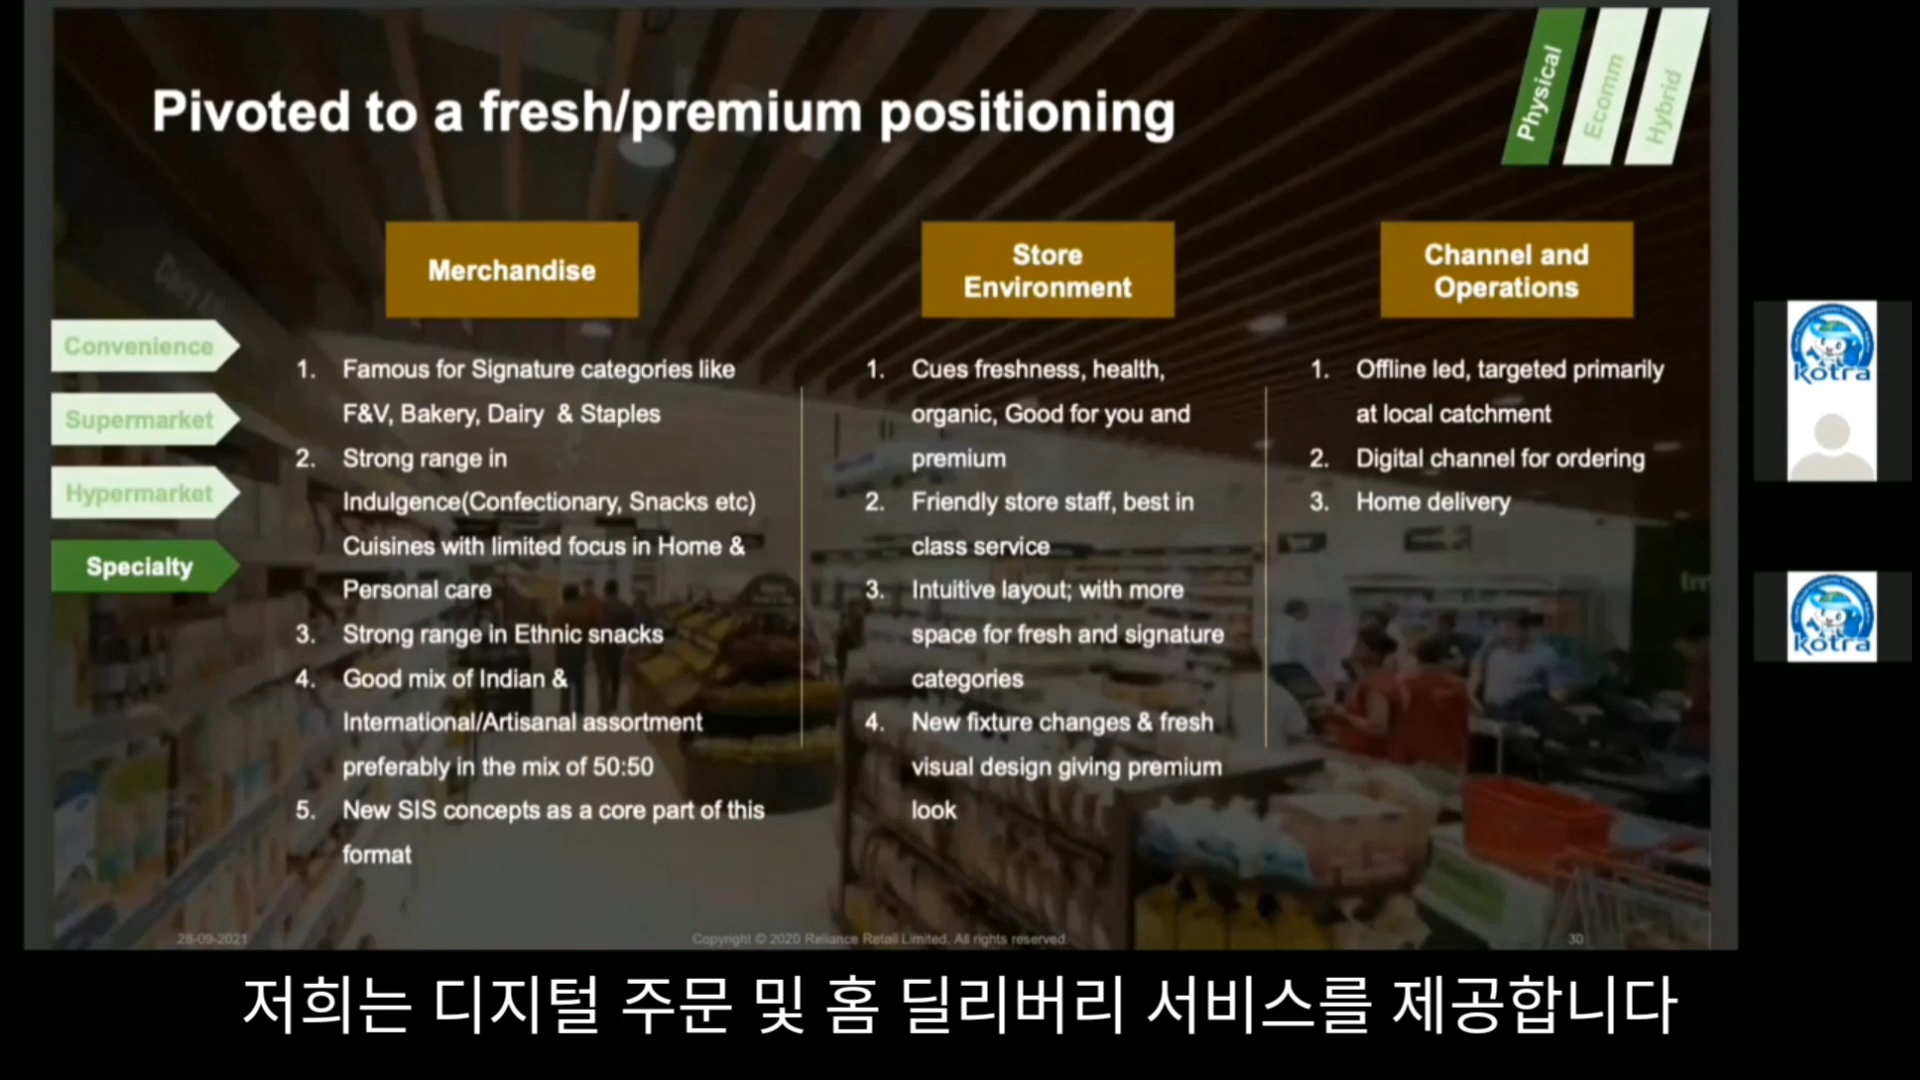 Pivoted to a fresh/premium positioning
Physical
Ecomm
Hybrid
Convenience
Supermarket
Hypermarket
Specialty
Merchandise
1. Famous for Signature categories like
F&V, Bakery, Dairy & Staples
2. Strong range in
Indulgence(Confectionary, Snacks etc)
Cuisines with limited focus in Home &
Personal care
3. Strong range in Ethnic snacks
4. Good mix of Indian &
International/Artisanal assortment
preferably in the mix of 50:50
5. New SIS concepts as a core part of this
format
Store
Environment
1. Cues freshness, health,
organic, Good for you and
premium
2. Friendly store staff, best in
class service
3. Intuitive layout; with more
space for fresh and signature
categories
4. New fixture changes & fresh
visual design giving premium
look
Channel and
Operations
1. Offline led, targeted primarily
at local catchment
2. Digital channel for ordering
3. Home delivery
28-09-2021
Copyright © 2020 Reliance Retail Limited. All rights reserved.
30
kotra
kotra
저희는 디지털 주문 및 홈 딜리버리 서비스를 제공합니다